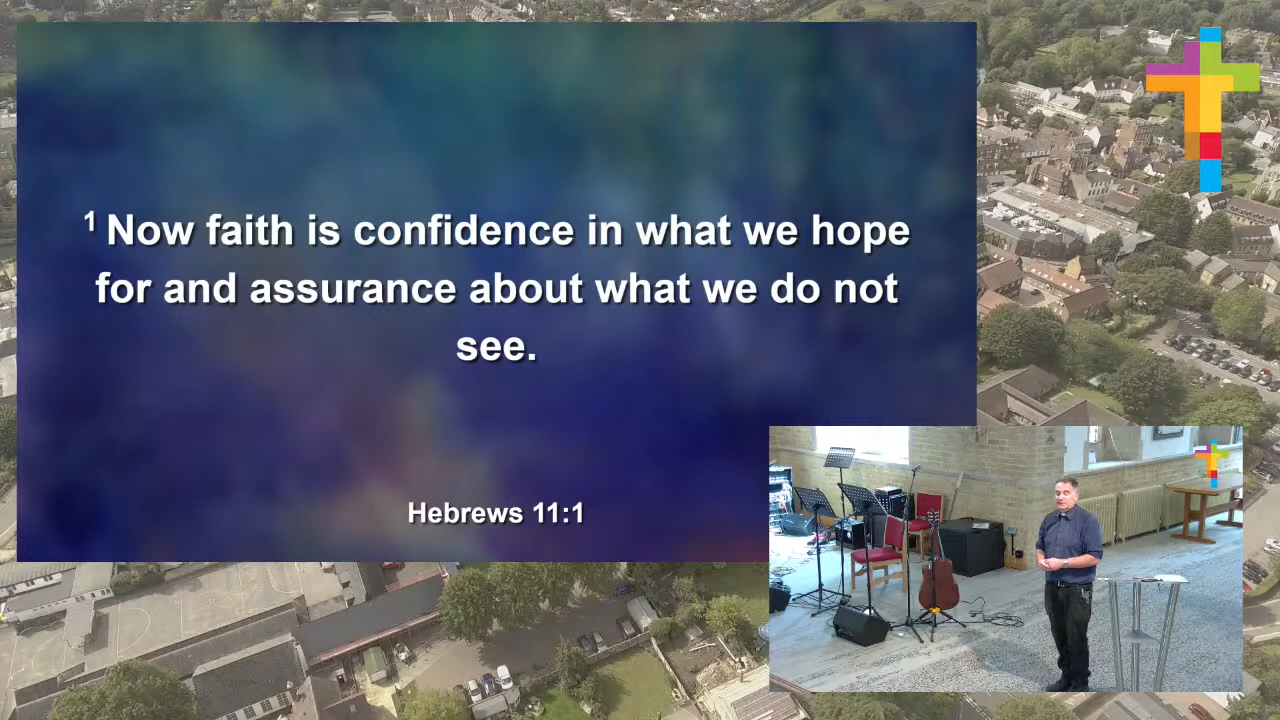 1 Now faith is confidence in what we hope
for and assurance about what we do not
see.
Hebrews 11:1